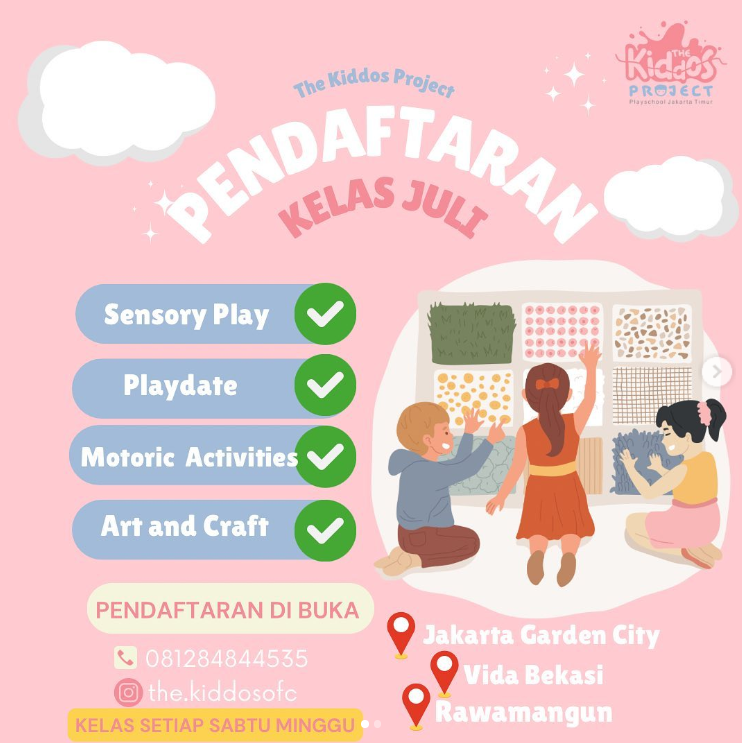 THE
Kiddos
PROJECT
Playschool Jakarta Timur
The Kiddos Project
PENDAFTARAN
KELAS JULI
Sensory Play
Playdate
Motoric Activities
Art and Craft
PENDAFTARAN DI BUKA
081284844535
the.kiddosofc
KELAS SETIAP SABTU MINGGU
Jakarta Garden City
Vida Bekasi
Rawamangun